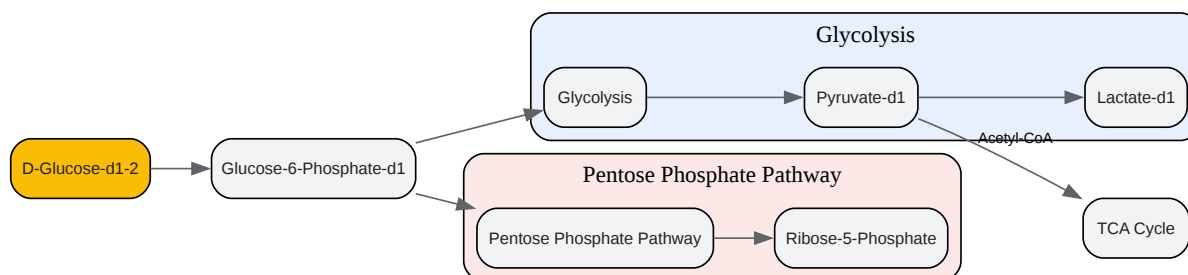 Glycolysis
Glycolysis
Pyruvate-d1
Lactate-d1
Acetyl-CoA
D-Glucose-d1-2
Glucose-6-Phosphate-d1
Pentose Phosphate Pathway
Pentose Phosphate Pathway
Ribose-5-Phosphate
TCA Cycle